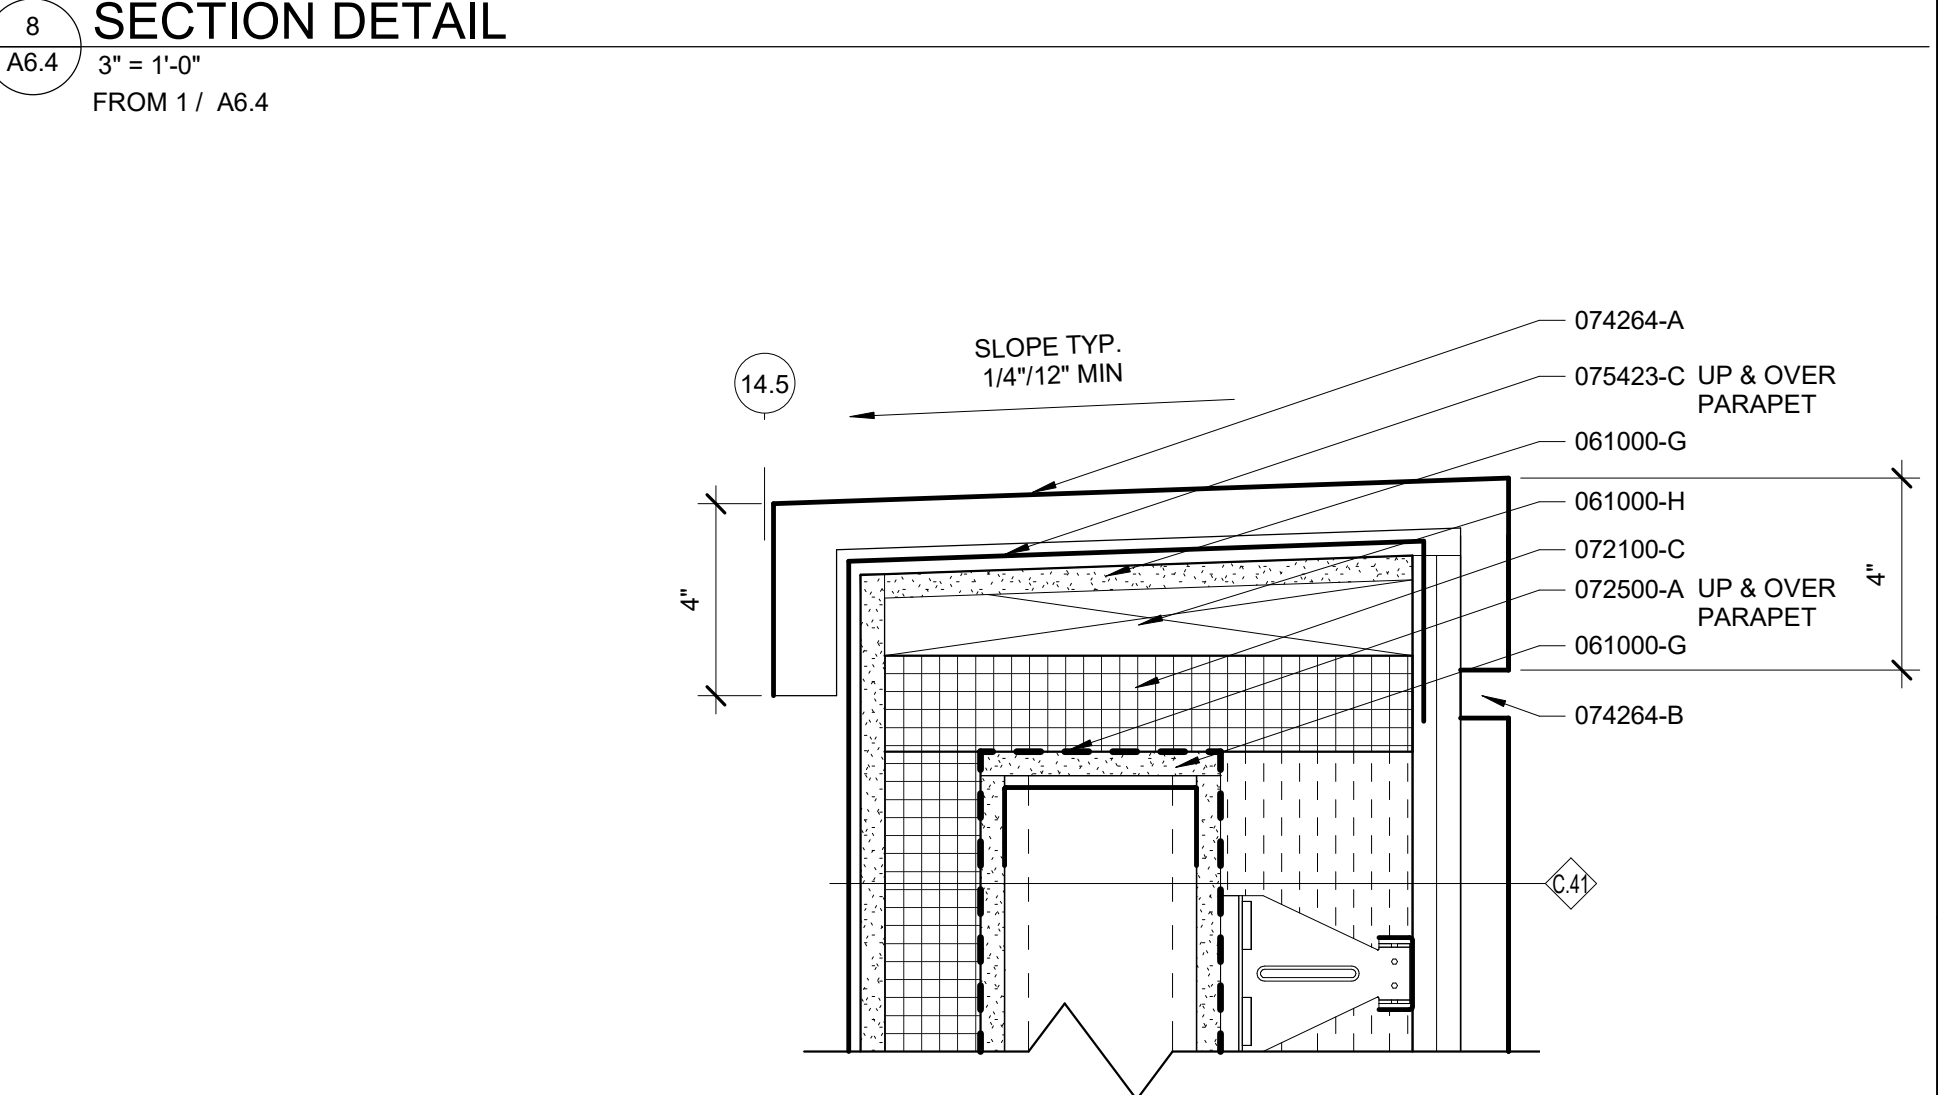 8
SECTION DETAIL
A6.4
3" = 1'-0"
FROM 1 / A6.4
SLOPE TYP.
1/4"/12" MIN
14.5
074264-A
075423-C UP & OVER
PARAPET
061000-G
061000-H
072100-C
072500-A UP & OVER
PARAPET
061000-G
074264-B
4"
4"
C.41